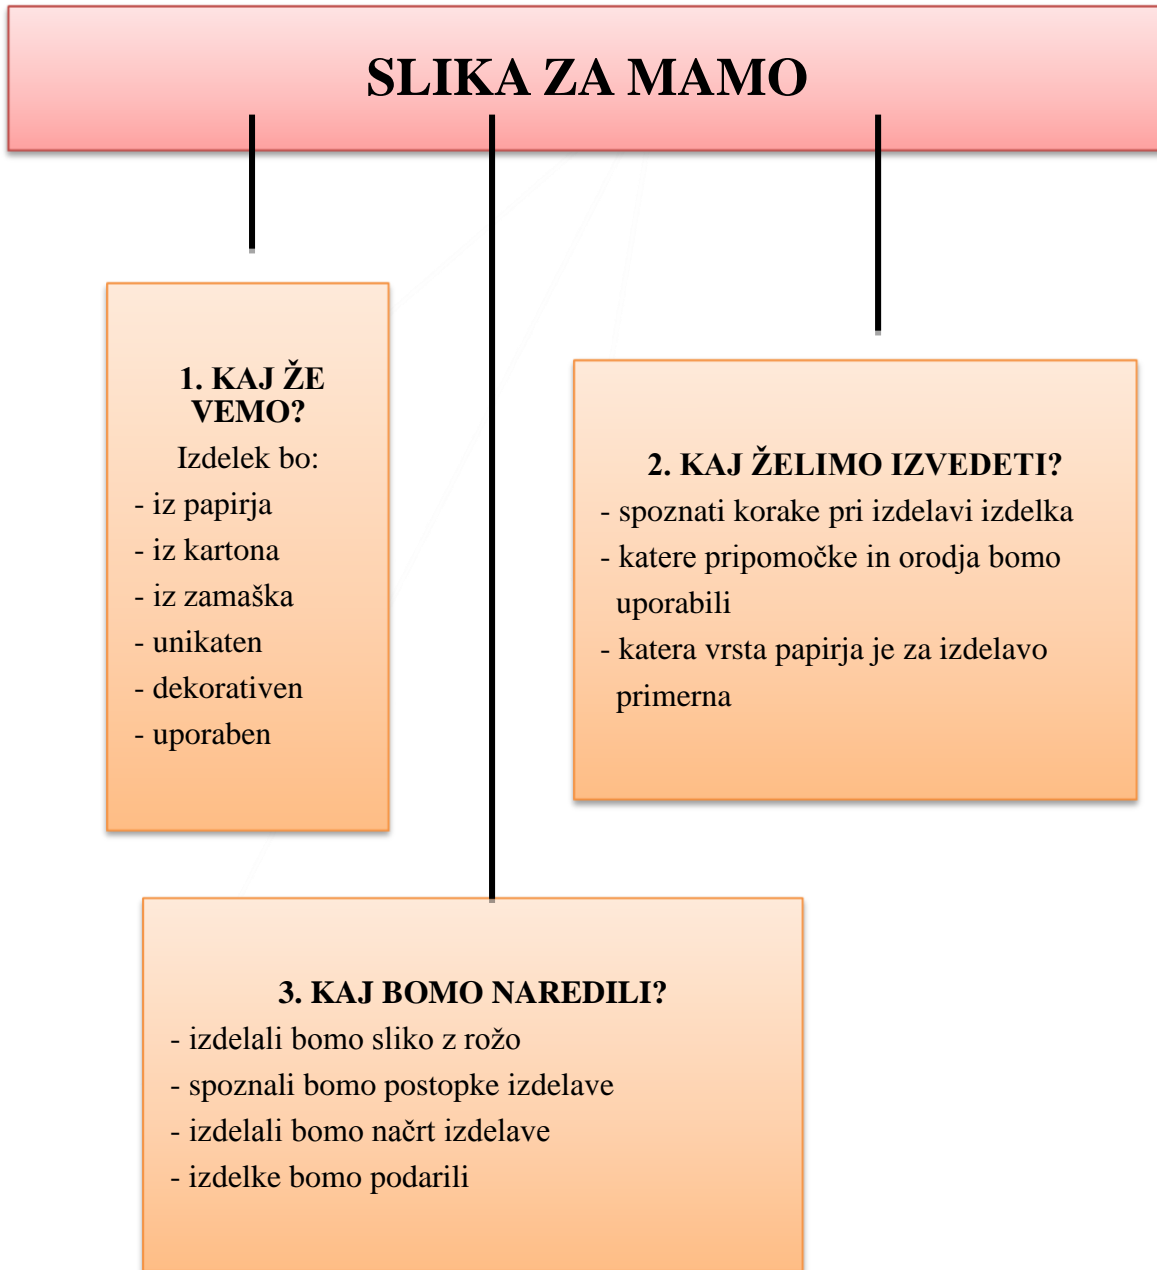 SLIKA ZA MAMO
1. KAJ ŽE
VEMO?
Izdelek bo:
- iz papirja
- iz kartona
- iz zamaška
- unikaten
- dekorativen
- uporaben
2. KAJ ŽELIMO IZVEDETI?
- spoznati korake pri izdelavi izdelka
- katere pripomočke in orodja bomo
uporabili
- katera vrsta papirja je za izdelavo
primerna
3. KAJ BOMO NAREDILI?
- izdelali bomo sliko z rožo
- spoznali bomo postopke izdelave
- izdelali bomo načrt izdelave
- izdelke bomo podarili